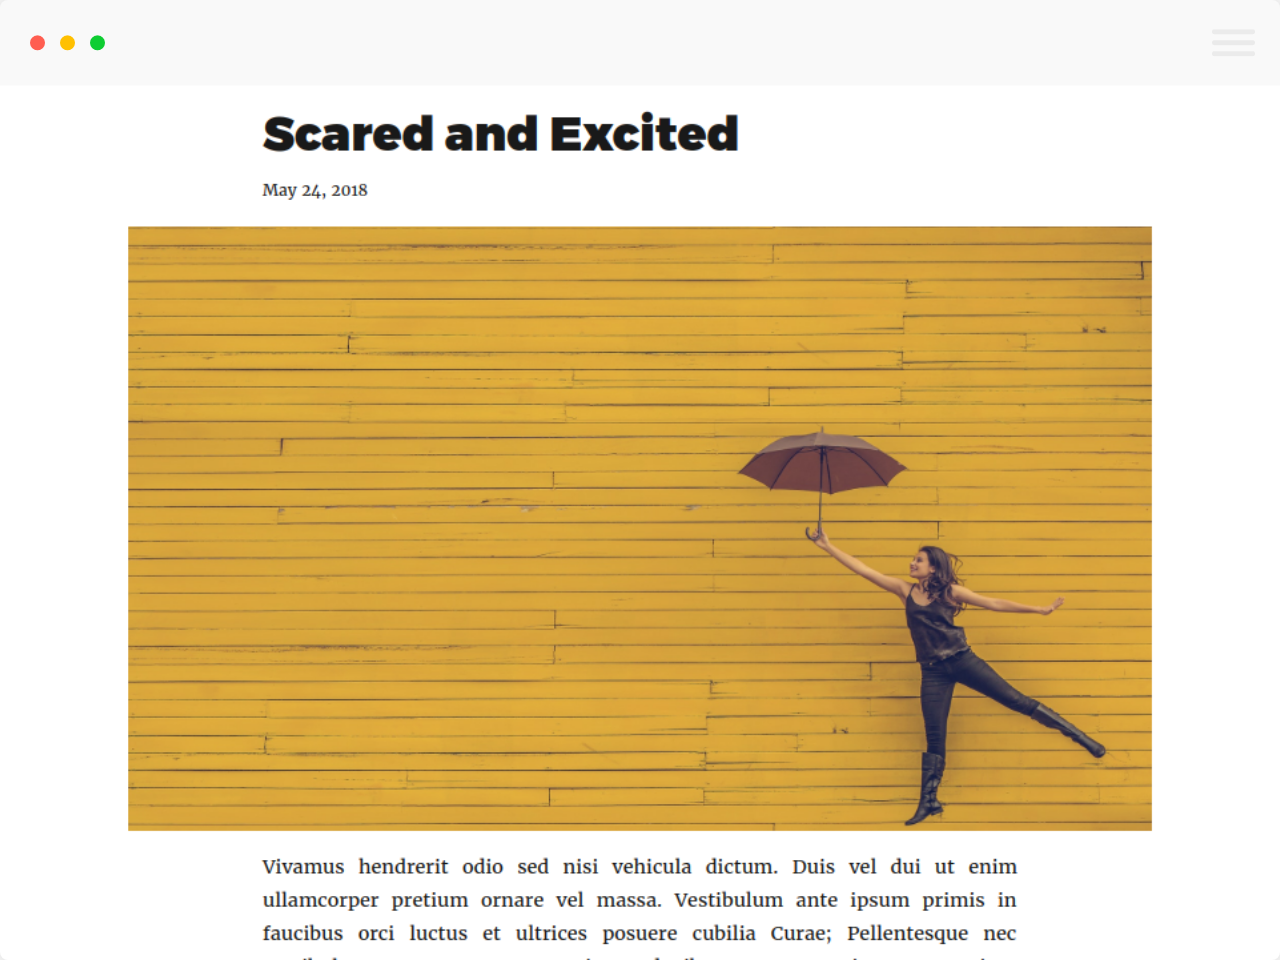 Scared and Excited
May 24, 2018
Vivamus hendrerit odio sed nisi vehicula dictum. Duis vel dui ut enim
ullamcorper pretium ornare vel massa. Vestibulum ante ipsum primis in
faucibus orci luctus et ultrices posuere cubilia Curae; Pellentesque nec